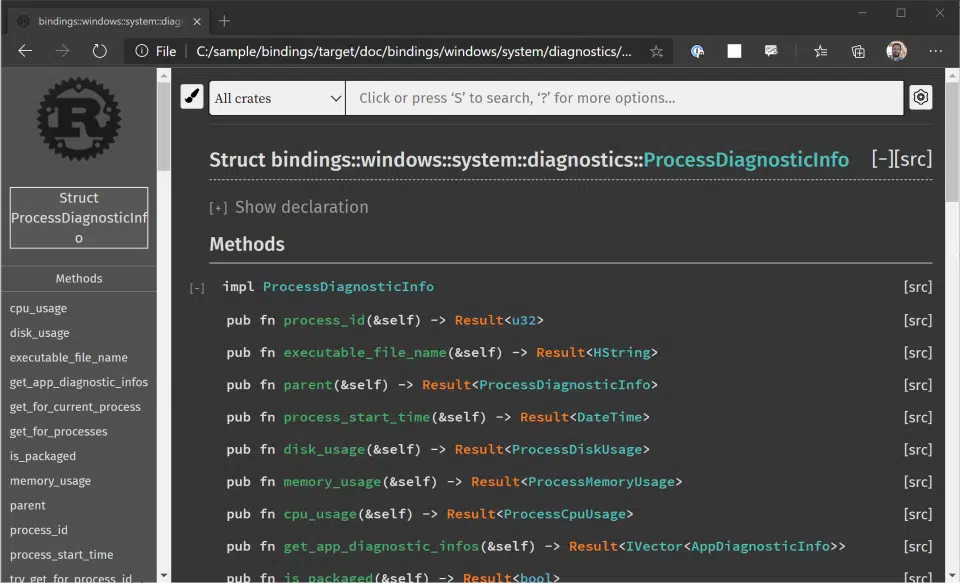 bindings::windows::system::diag
File
C:/sample/bindings/target/doc/bindings/windows/system/diagnostics/...
R
Struct
ProcessDiagnosticInf
o
Methods
cpu_usage
disk_usage
executable_file_name
get_app_diagnostic_infos
get_for_current_process
get_for_processes
is_packaged
memory_usage
parent
process_id
process_start_time
try_get_for_process_id
All crates
Click or press ‘S’ to search, ‘?’ for more options…
Struct bindings::windows::system::diagnostics::ProcessDiagnosticInfo [−][src]
[+] Show declaration
Methods
[−] impl ProcessDiagnosticInfo [src]
pub fn process_id(&self) -> Result<u32> [src]
pub fn executable_file_name(&self) -> Result<HString> [src]
pub fn parent(&self) -> Result<ProcessDiagnosticInfo> [src]
pub fn process_start_time(&self) -> Result<DateTime> [src]
pub fn disk_usage(&self) -> Result<ProcessDiskUsage> [src]
pub fn memory_usage(&self) -> Result<ProcessMemoryUsage> [src]
pub fn cpu_usage(&self) -> Result<ProcessCpuUsage> [src]
pub fn get_app_diagnostic_infos(&self) -> Result<IVector<AppDiagnosticInfo>> [src]
pub fn is_packaged(&self) -> Result<bool> [src]